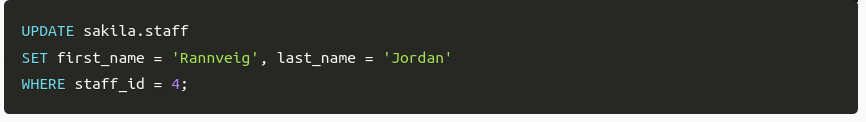 UPDATE sakila.staff
SET first_name = 'Rannveig', last_name = 'Jordan'
WHERE staff_id = 4;